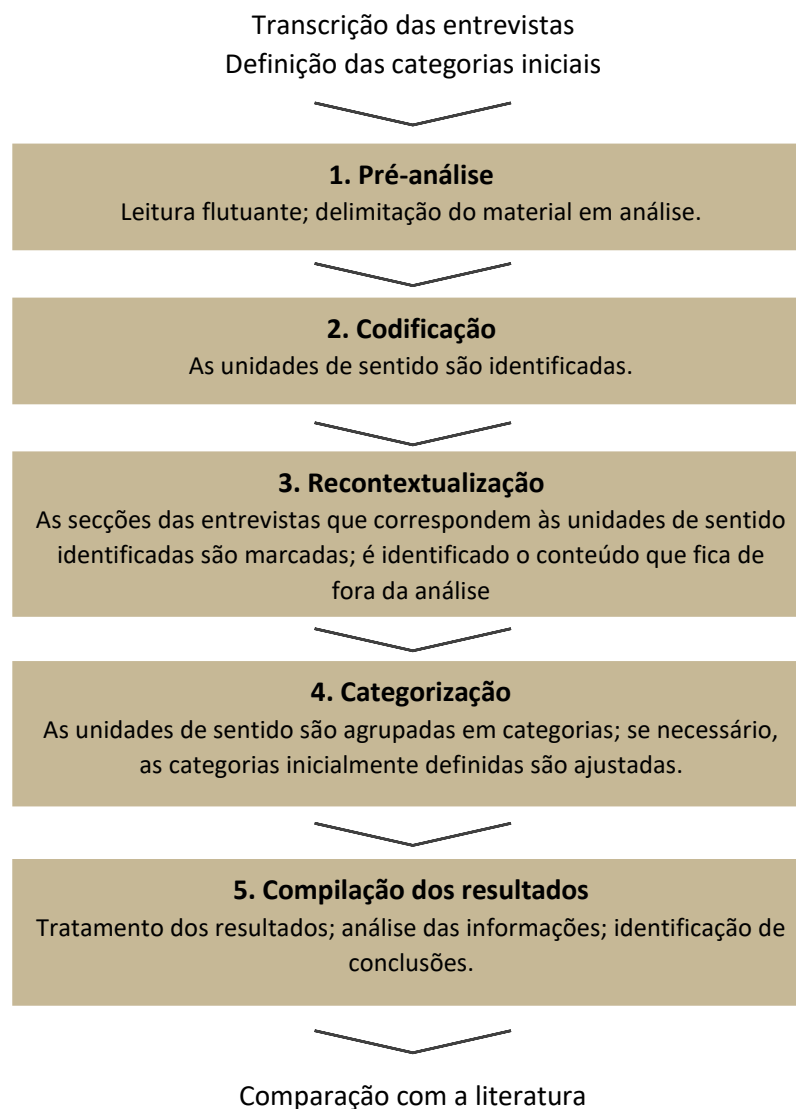 Transcrição das entrevistas
Definição das categorias iniciais
1. Pré-análise
Leitura flutuante; delimitação do material em análise.
2. Codificação
As unidades de sentido são identificadas.
3. Recontextualização
As secções das entrevistas que correspondem às unidades de sentido
identificadas são marcadas; é identificado o conteúdo que fica de
fora da análise
4. Categorização
As unidades de sentido são agrupadas em categorias; se necessário,
as categorias inicialmente definidas são ajustadas.
5. Compilação dos resultados
Tratamento dos resultados; análise das informações; identificação de
conclusões.
Comparação com a literatura